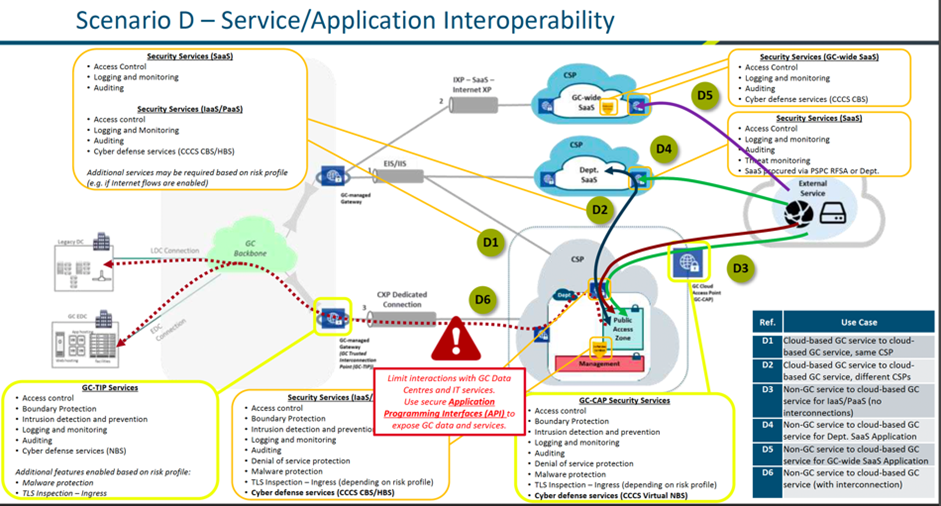 Scenario D – Service/Application Interoperability
Security Services (SaaS)
• Access Control
• Logging and monitoring
• Auditing
Security Services (IaaS/PaaS)
• Access control
• Logging and Monitoring
• Auditing
• Cyber defense services (CCCS CBS/HBS)
Additional services may be required based on risk profile
(e.g. if Internet flows are enabled)
IXP – SaaS –
Internet XP
2
CSP
GC-wide
SaaS
D5
Security Services (GC-wide SaaS)
• Access Control
• Logging and monitoring
• Auditing
• Cyber defense services (CCCS CBS)
Security Services (SaaS)
• Access Control
• Logging and monitoring
• Auditing
• Threat monitoring
• SaaS procured via PSPC RFSA or Dept.
External
Service
EIS/IIS
1
GC-managed
Gateway
CSP
Dept.
SaaS
D4
D2
D1
GC
Backbone
Legacy DC
LDC Connection
GC EDC
EDC
Connection
CXP Dedicated
Connection
3
D6
GC-managed
Gateway
(GC Trusted
Interconnection
Point (GC-TIP))
CSP
Dept
Public
Access
Zone
Management
GC Cloud
Access Point
(GC-CAP)
D3
Limit interactions with GC Data
Centres and IT services.
Use secure Application
Programming Interfaces (API) to
expose GC data and services.
GC-TIP Services
• Access control
• Boundary Protection
• Intrusion detection and prevention
• Logging and monitoring
• Auditing
• Cyber defense services (NBS)
Additional features enabled based on risk profile:
• Malware protection
• TLS Inspection – Ingress
Security Services (IaaS/
• Access control
• Boundary Protection
• Intrusion detection and prevention
• Logging and monitoring
• Auditing
• Denial of service protection
• Malware protection
• TLS Inspection – Ingress (depending on risk profile)
• Cyber defense services (CCCS CBS/HBS)
GC-CAP Security Services
• Access control
• Boundary Protection
• Intrusion detection and prevention
• Logging and monitoring
• Auditing
• Denial of service protection
• Malware protection
• TLS Inspection – Ingress (depending on risk profile)
• Cyber defense services (CCCS Virtual NBS)
Ref. Use Case
D1 Cloud-based GC service to cloud-
based GC service, same CSP
D2 Cloud-based GC service to cloud-
based GC service, different CSPs
D3 Non-GC service to cloud-based GC
service for IaaS/PaaS (no
interconnections)
D4 Non-GC service to cloud-based GC
service for Dept. SaaS Application
D5 Non-GC service to cloud-based GC
service for GC-wide SaaS Application
D6 Non-GC service to cloud-based GC
service (with interconnection)